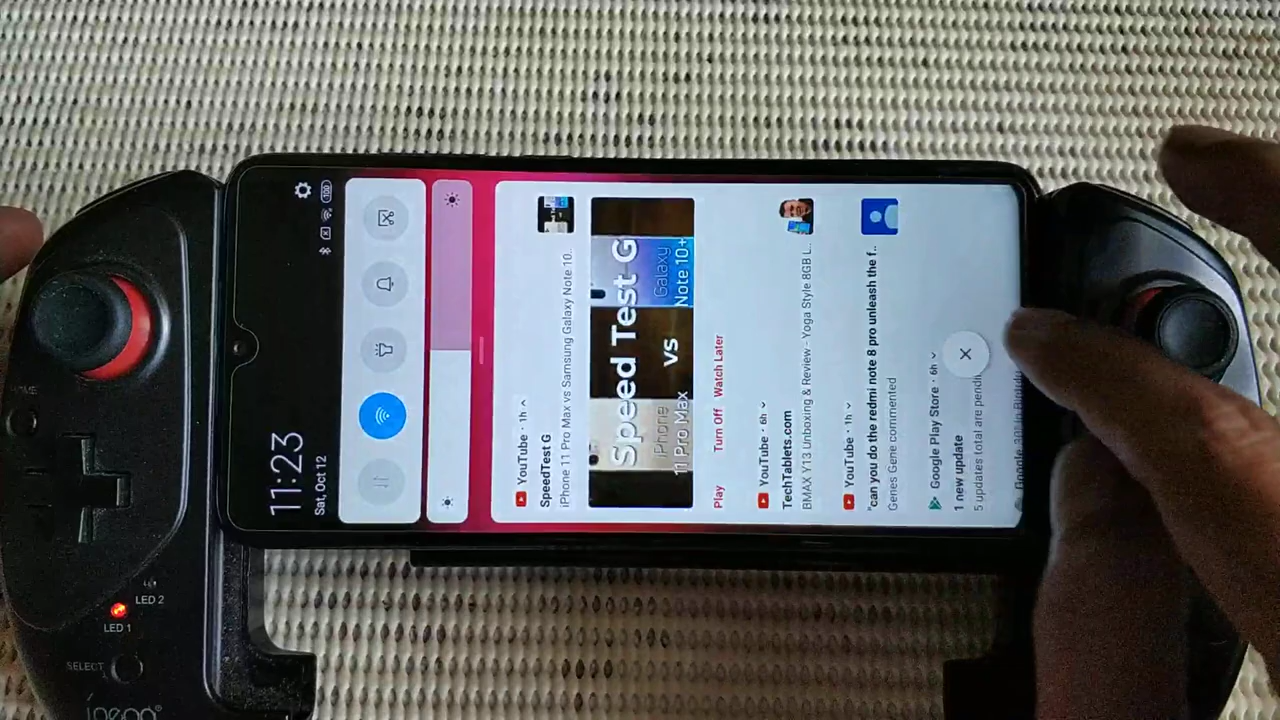 11:23
Sat, Oct 12
100
YouTube · 1h
SpeedTest G
iPhone 11 Pro Max vs Samsung Galaxy Note 10..
Speed Test G
iPhone
11 Pro Max
vs
Galaxy
Note 10+
Play Turn Off Watch Later
YouTube · 6h
TechTablets.com
BMAX Y13 Unboxing & Review - Yoga Style 8GB L..
YouTube · 1h
"can you do the redmi note 8 pro unleash the f..
Genes Gene commented
Google Play Store · 6h
1 new update
5 updates total are pendi
HOME
LED 2
LED 1
SELECT
ipega